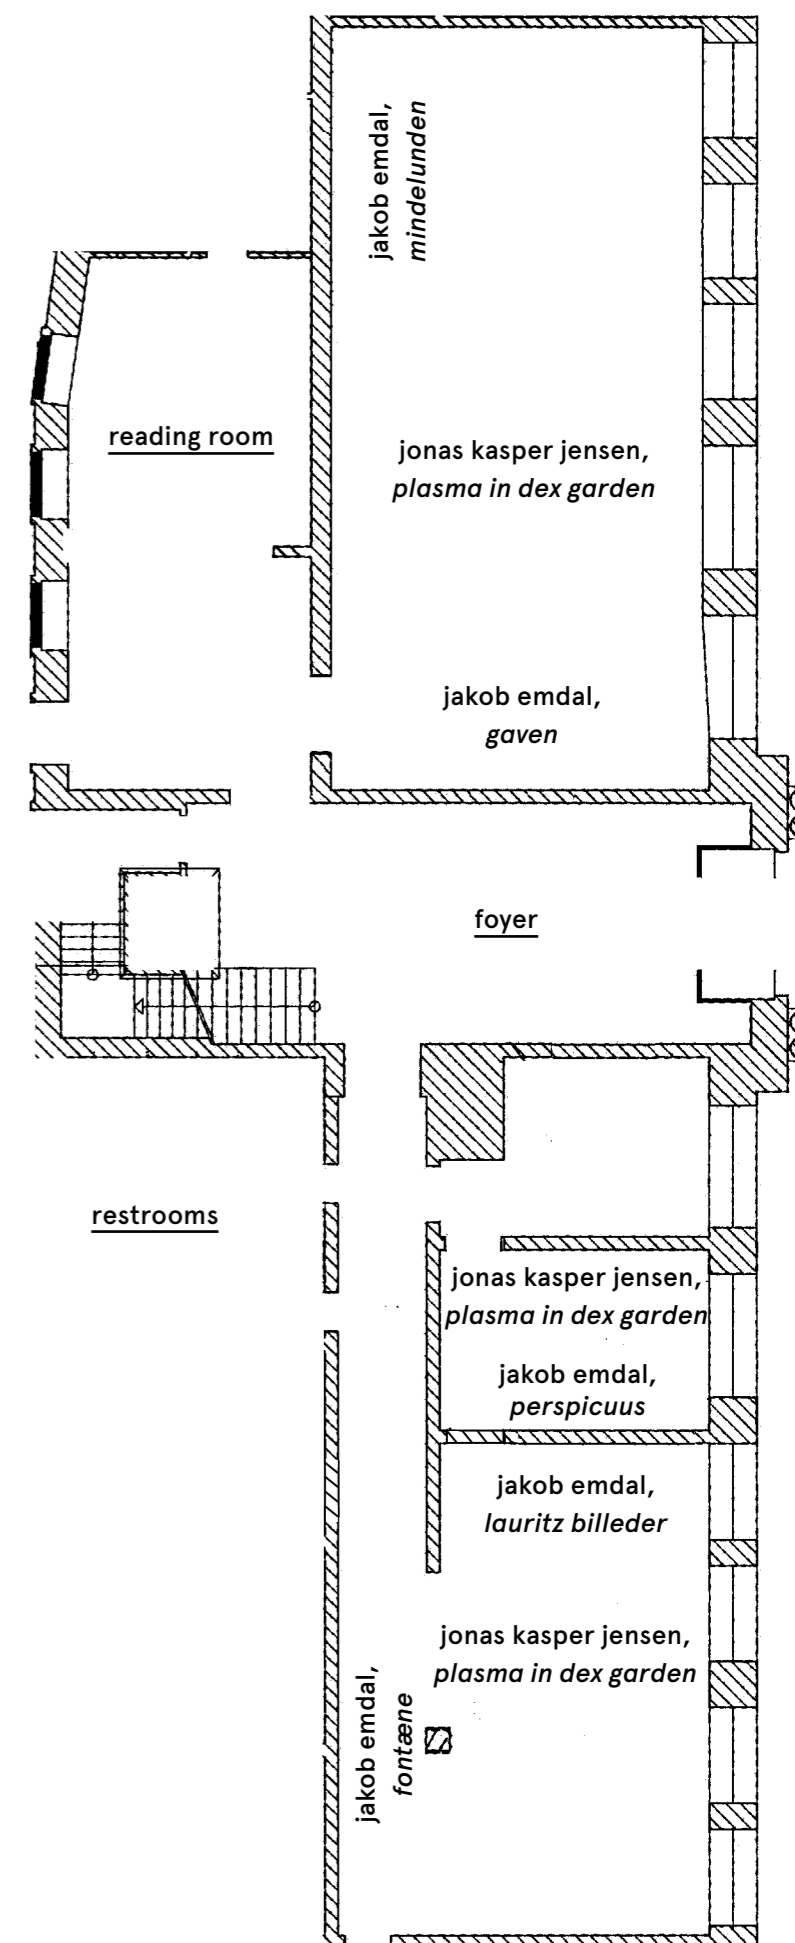 jakob emdal,
mindelunden
reading room
jonas kasper jensen,
plasma in dex garden
jakob emdal,
gaven
foyer
restrooms
jonas kasper jensen,
plasma in dex garden
jakob emdal,
perspicuus
jakob emdal,
lauritz billeder
jonas kasper jensen,
plasma in dex garden
jakob emdal,
fontæne